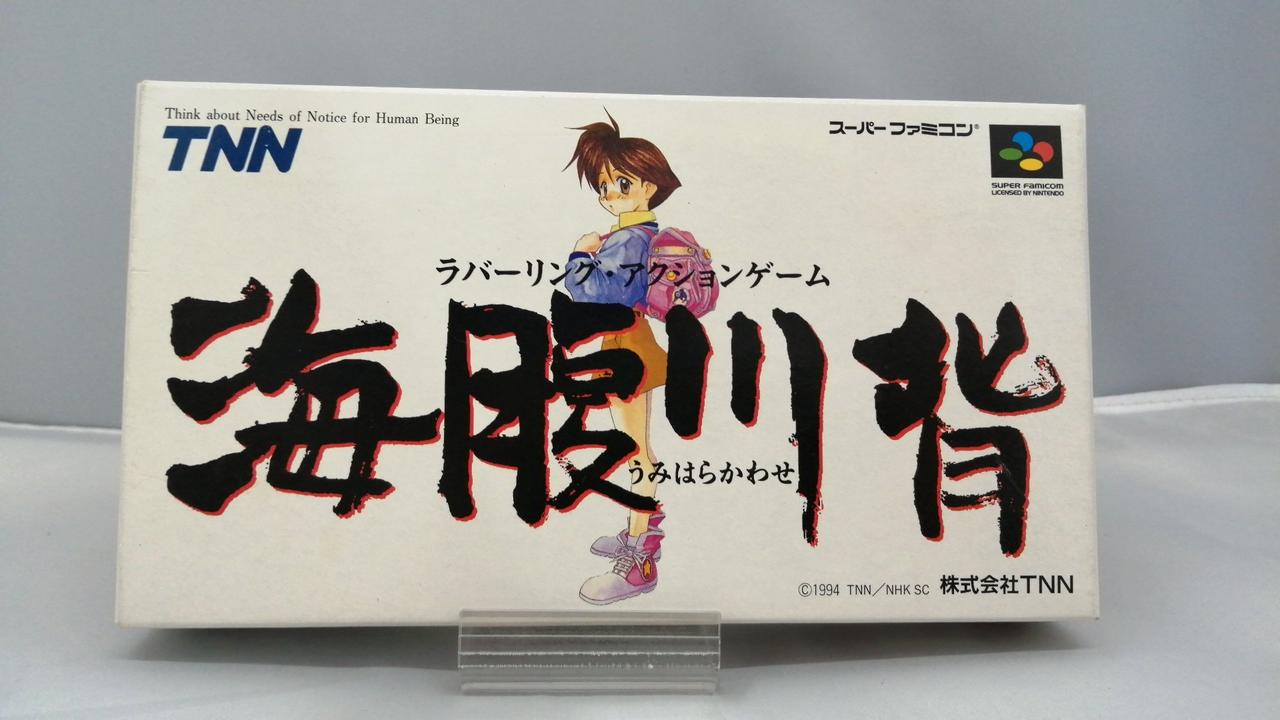 Think about Needs of Notice for Human Being
TNN
スーパーファミコン®
SUPER FAMICOM
LICENSED BY NINTENDO
ラバーリング・アクションゲーム
海腹川背
うみはらかわせ
©1994 TNN／NHK SC 株式会社TNN